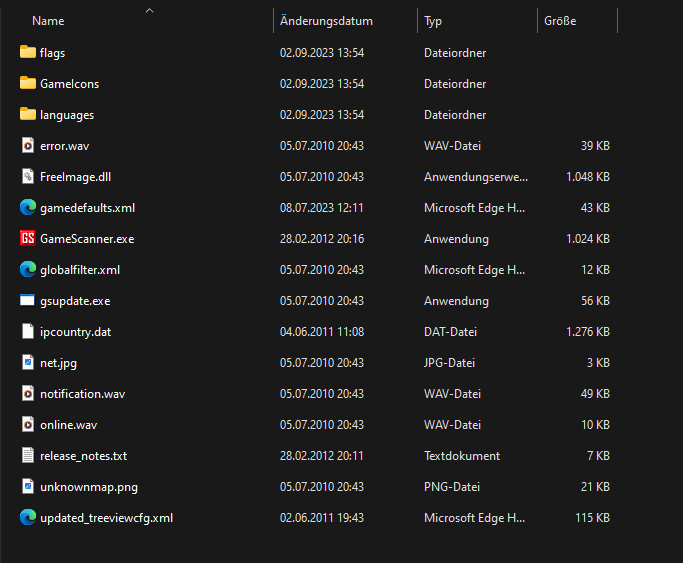 Name Änderungsdatum Typ Größe
flags 02.09.2023 13:54 Dateiordner
GameIcons 02.09.2023 13:54 Dateiordner
languages 02.09.2023 13:54 Dateiordner
error.wav 05.07.2010 20:43 WAV-Datei 39 KB
FreeImage.dll 05.07.2010 20:43 Anwendungserwe... 1.048 KB
gamedefaults.xml 08.07.2023 12:11 Microsoft Edge H... 43 KB
GS GameScanner.exe 28.02.2012 20:16 Anwendung 1.024 KB
globalfilter.xml 05.07.2010 20:43 Microsoft Edge H... 12 KB
gsupdate.exe 05.07.2010 20:43 Anwendung 56 KB
ipcountry.dat 04.06.2011 11:08 DAT-Datei 1.276 KB
net.jpg 05.07.2010 20:43 JPG-Datei 3 KB
notification.wav 05.07.2010 20:43 WAV-Datei 49 KB
online.wav 05.07.2010 20:43 WAV-Datei 10 KB
release_notes.txt 28.02.2012 20:11 Textdokument 7 KB
unknownmap.png 05.07.2010 20:43 PNG-Datei 21 KB
updated_treeviewcfg.xml 02.06.2011 19:43 Microsoft Edge H... 115 KB